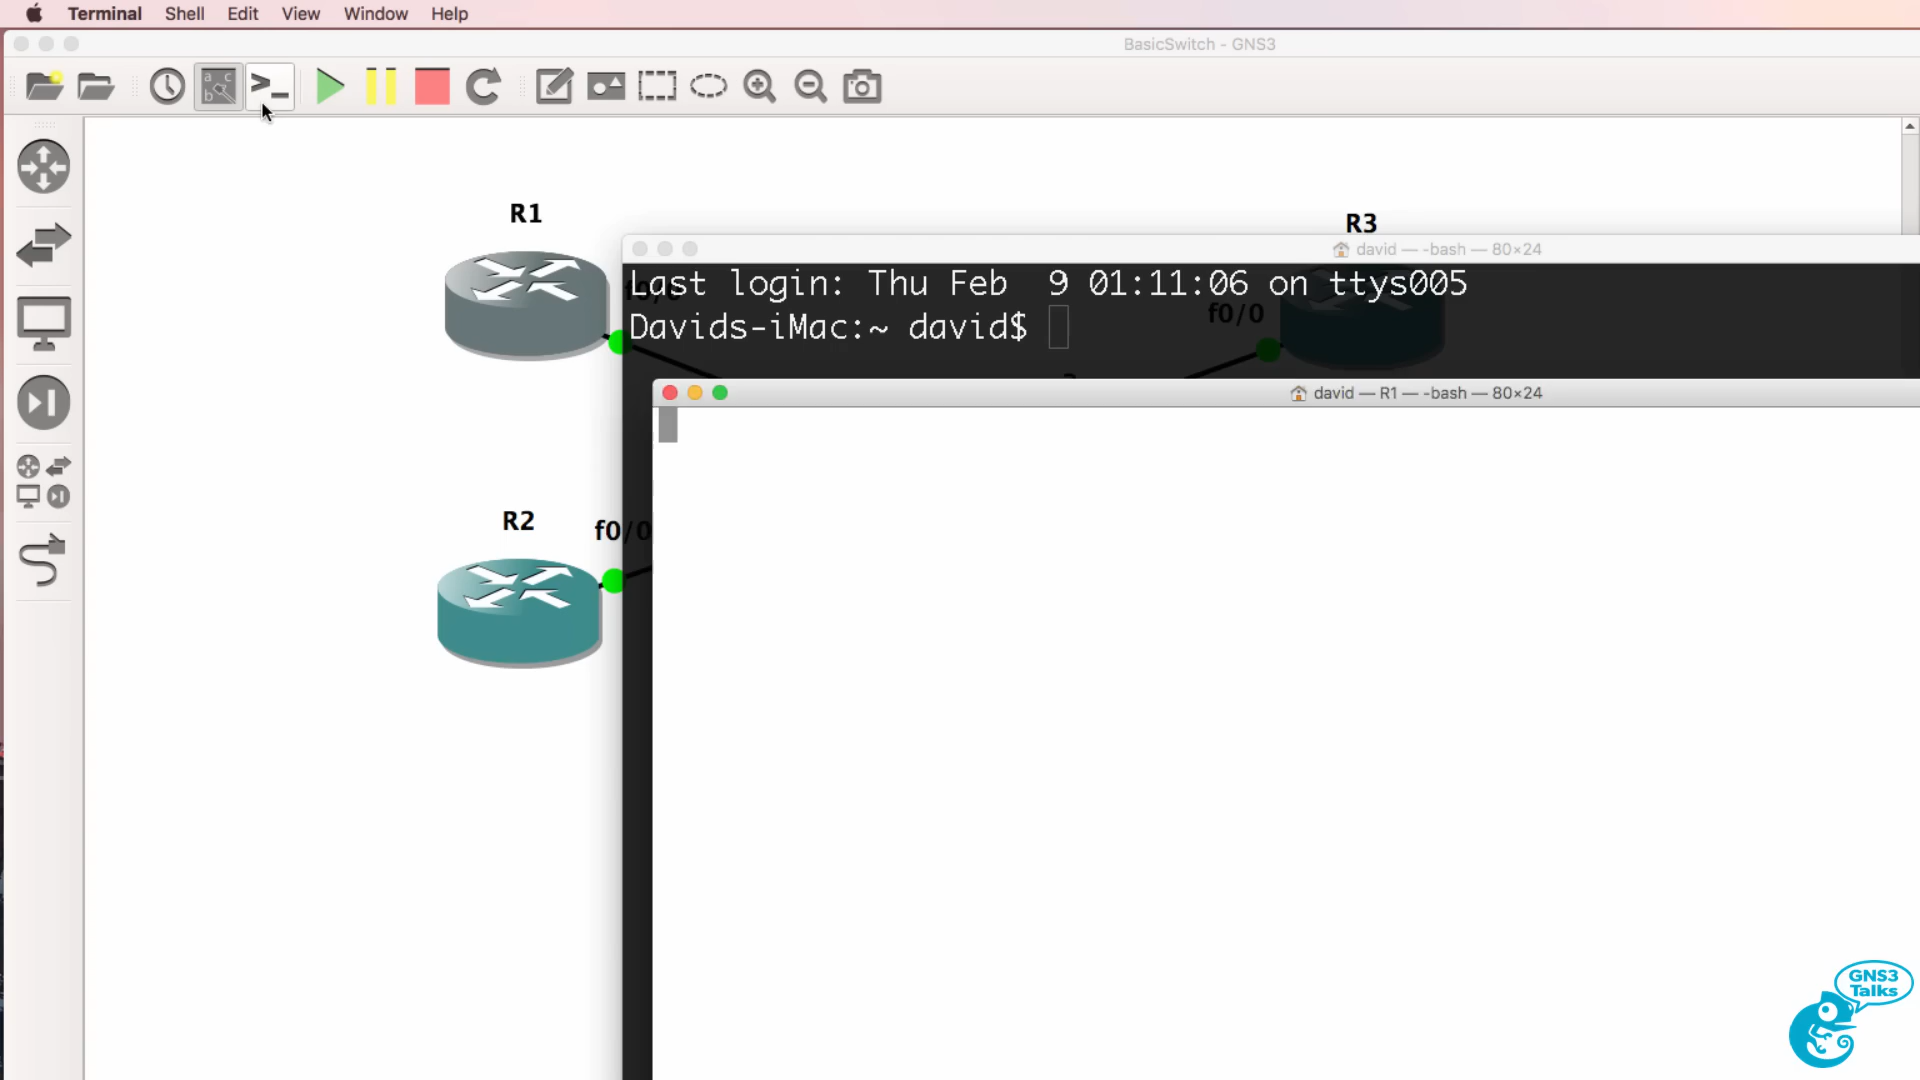 Terminal Shell Edit View Window Help
BasicSwitch - GNS3
a c
b
>_
R1
R3
david — -bash — 80×24
Last login: Thu Feb  9 01:11:06 on ttys005
f0/0
f0/0
Davids-iMac:~ david$
david — R1 — -bash — 80×24
R2
f0/0
GNS3
Talks